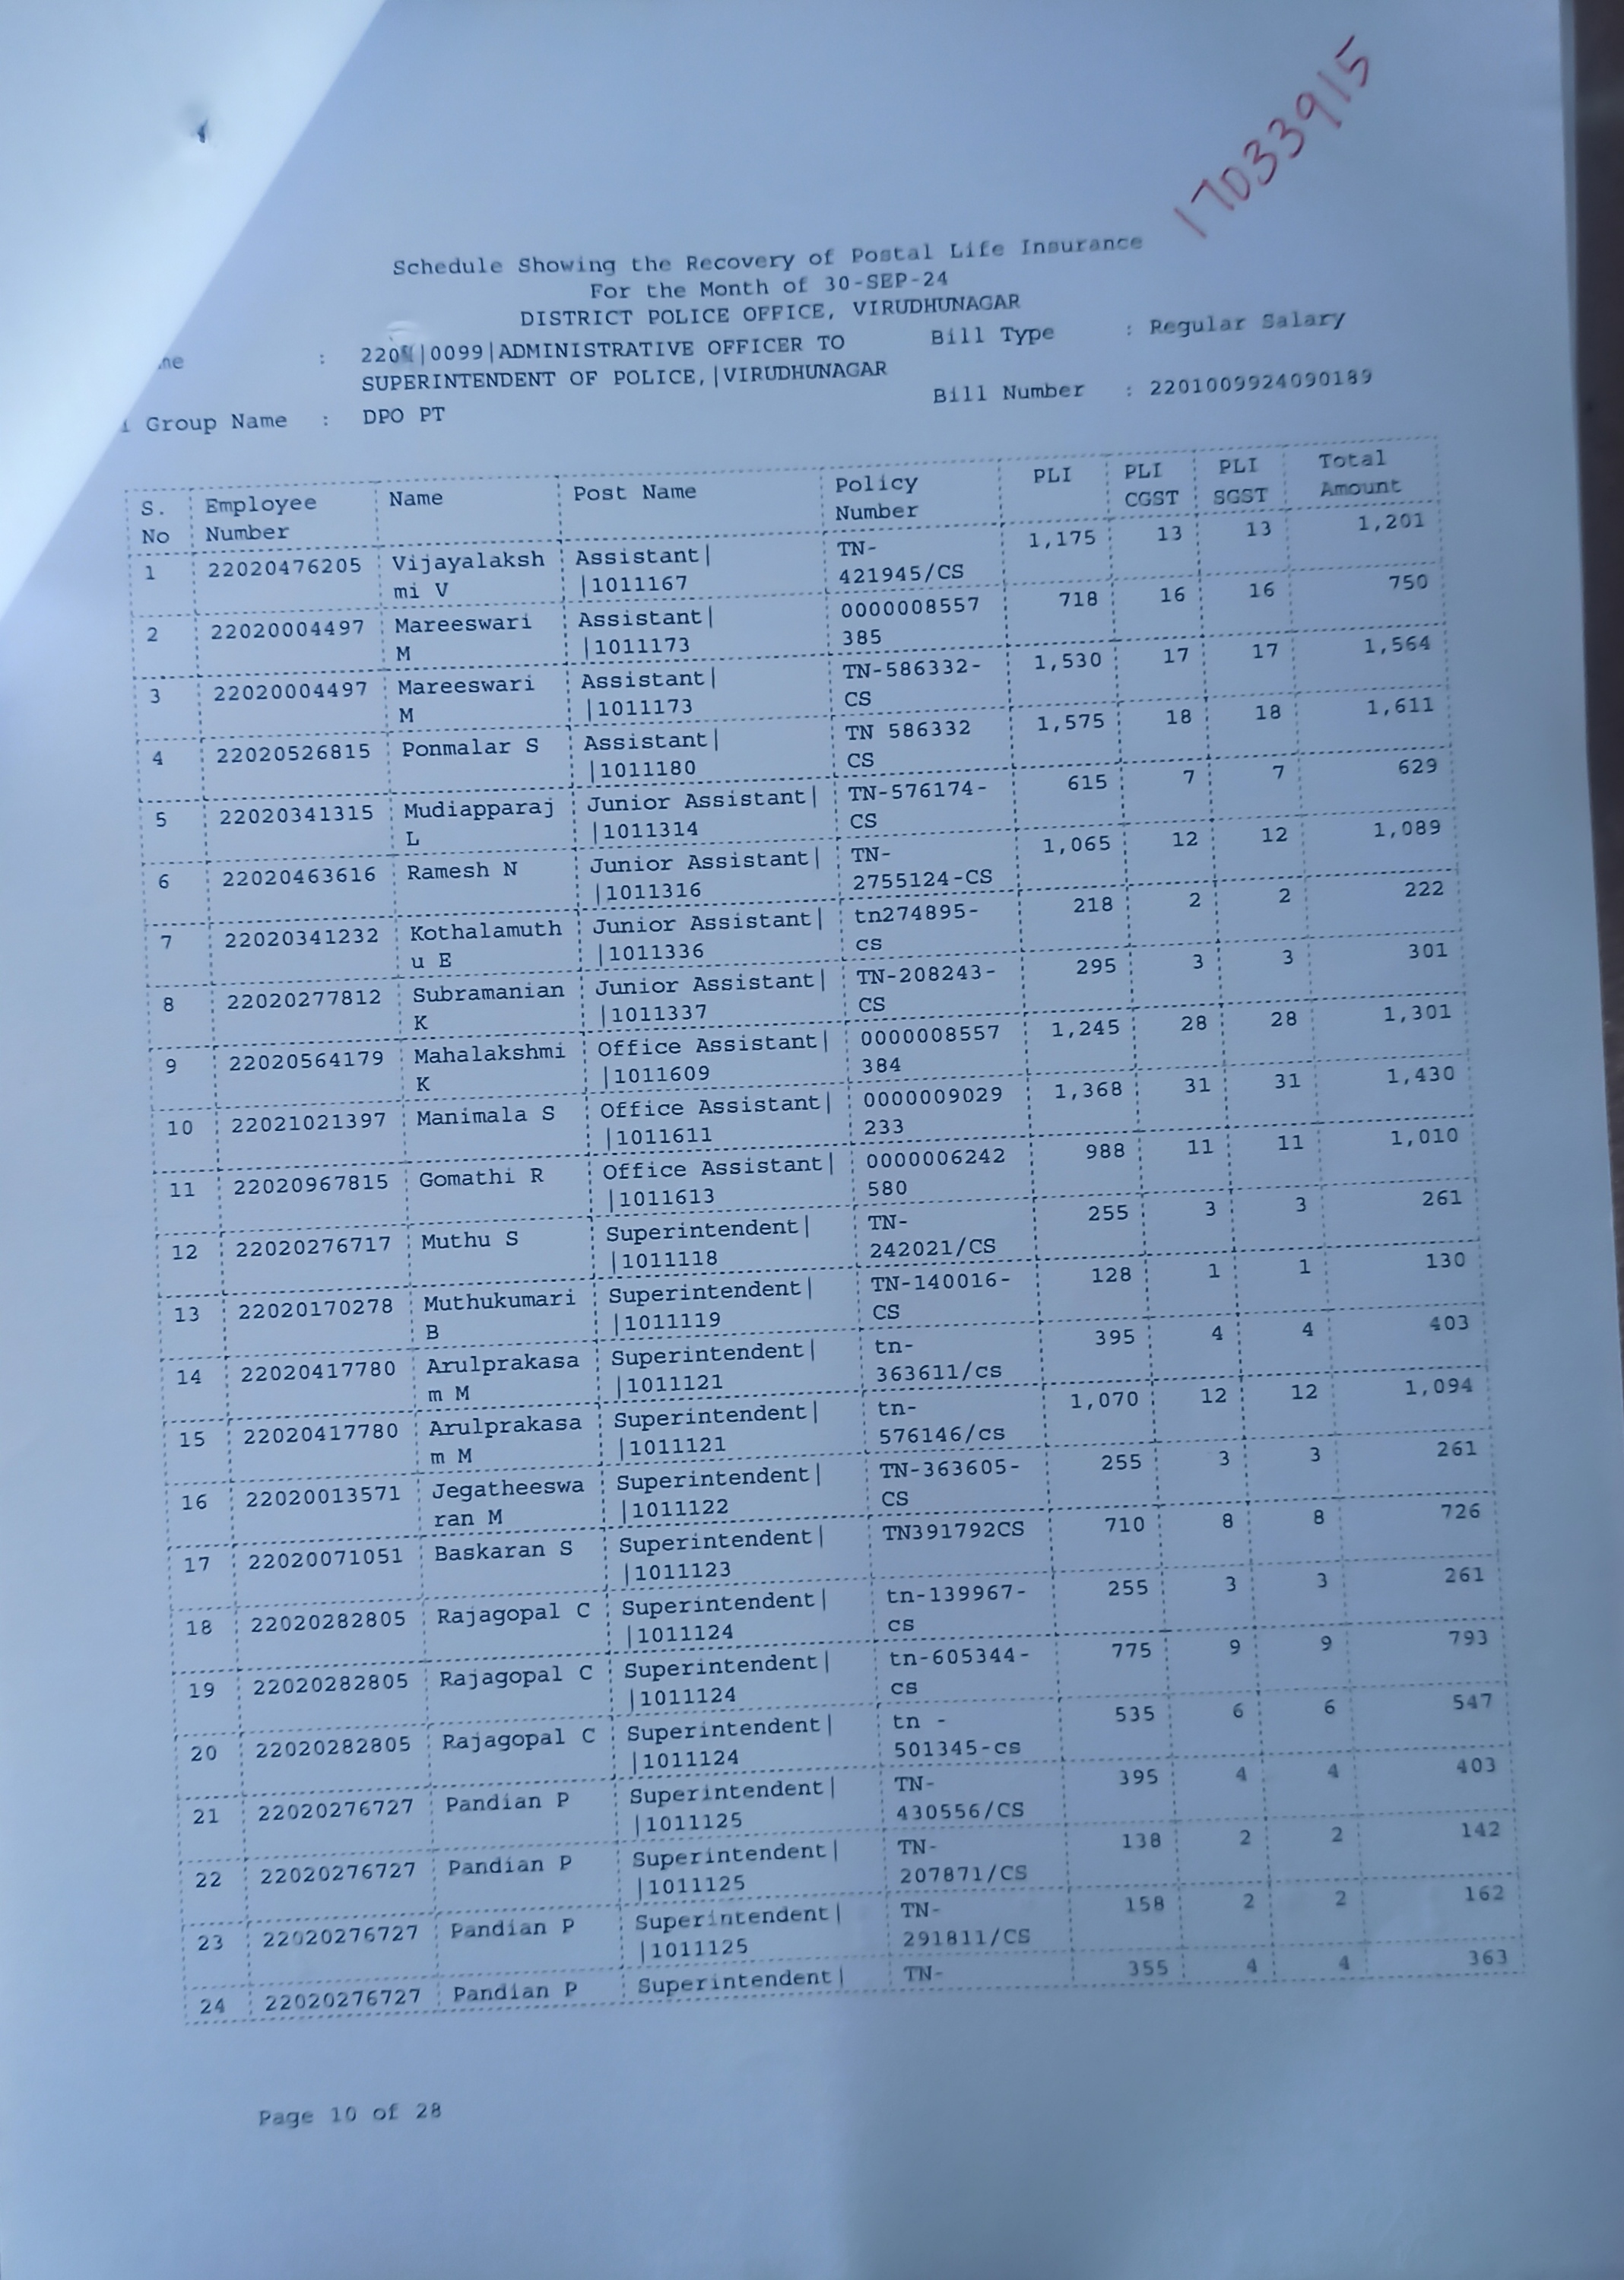 17033915
Schedule Showing the Recovery of Postal Life Insurance
For the Month of 30-SEP-24
DISTRICT POLICE OFFICE, VIRUDHUNAGAR
: |0099|ADMINISTRATIVE OFFICER TO Bill Type : Regular Salary
SUPERINTENDENT OF POLICE,|VIRUDHUNAGAR
Group Name : DPO PT Bill Number : 2201009924090189
S. Employee Name Post Name Policy PLI PLI PLI Total
No Number Number CGST SGST Amount
1 22020476205 Vijayalaksh Assistant| TN- 1,175 13 13 1,201
mi V |1011167 421945/CS
2 22020004497 Mareeswari Assistant| 0000008557 718 16 16 750
M |1011173 385
3 22020004497 Mareeswari Assistant| TN-586332- 1,530 17 17 1,564
M |1011173 CS
4 22020526815 Ponmalar S Assistant| TN 586332 1,575 18 18 1,611
|1011180 CS
5 22020341315 Mudiapparaj Junior Assistant| TN-576174- 615 7 7 629
L |1011314 CS
6 22020463616 Ramesh N Junior Assistant| TN- 1,065 12 12 1,089
|1011316 2755124-CS
7 22020341232 Kothalamuth Junior Assistant| tn274895- 218 2 2 222
u E |1011336 cs
8 22020277812 Subramanian Junior Assistant| TN-208243- 295 3 3 301
K |1011337 CS
9 22020564179 Mahalakshmi Office Assistant| 0000008557 1,245 28 28 1,301
K |1011609 384
10 22021021397 Manimala S Office Assistant| 0000009029 1,368 31 31 1,430
|1011611 233
11 22020967815 Gomathi R Office Assistant| 0000006242 988 11 11 1,010
|1011613 580
12 22020276717 Muthu S Superintendent| TN- 255 3 3 261
|1011118 242021/CS
13 22020170278 Muthukumari Superintendent| TN-140016- 128 1 1 130
B |1011119 CS
14 22020417780 Arulprakasa Superintendent| tn- 395 4 4 403
m M |1011121 363611/cs
15 22020417780 Arulprakasa Superintendent| tn- 1,070 12 12 1,094
m M |1011121 576146/cs
16 22020013571 Jegatheeswa Superintendent| TN-363605- 255 3 3 261
ran M |1011122 CS
17 22020071051 Baskaran S Superintendent| TN391792CS 710 8 8 726
|1011123
18 22020282805 Rajagopal C Superintendent| tn-139967- 255 3 3 261
|1011124 cs
19 22020282805 Rajagopal C Superintendent| tn-605344- 775 9 9 793
|1011124 cs
20 22020282805 Rajagopal C Superintendent| tn - 535 6 6 547
|1011124 501345-cs
21 22020276727 Pandian P Superintendent| TN- 395 4 4 403
|1011125 430556/CS
22 22020276727 Pandian P Superintendent| TN- 138 2 2 142
|1011125 207871/CS
23 22020276727 Pandian P Superintendent| TN- 158 2 2 162
|1011125 291811/CS
24 22020276727 Pandian P Superintendent| TN- 355 4 4 363
Page 10 of 28